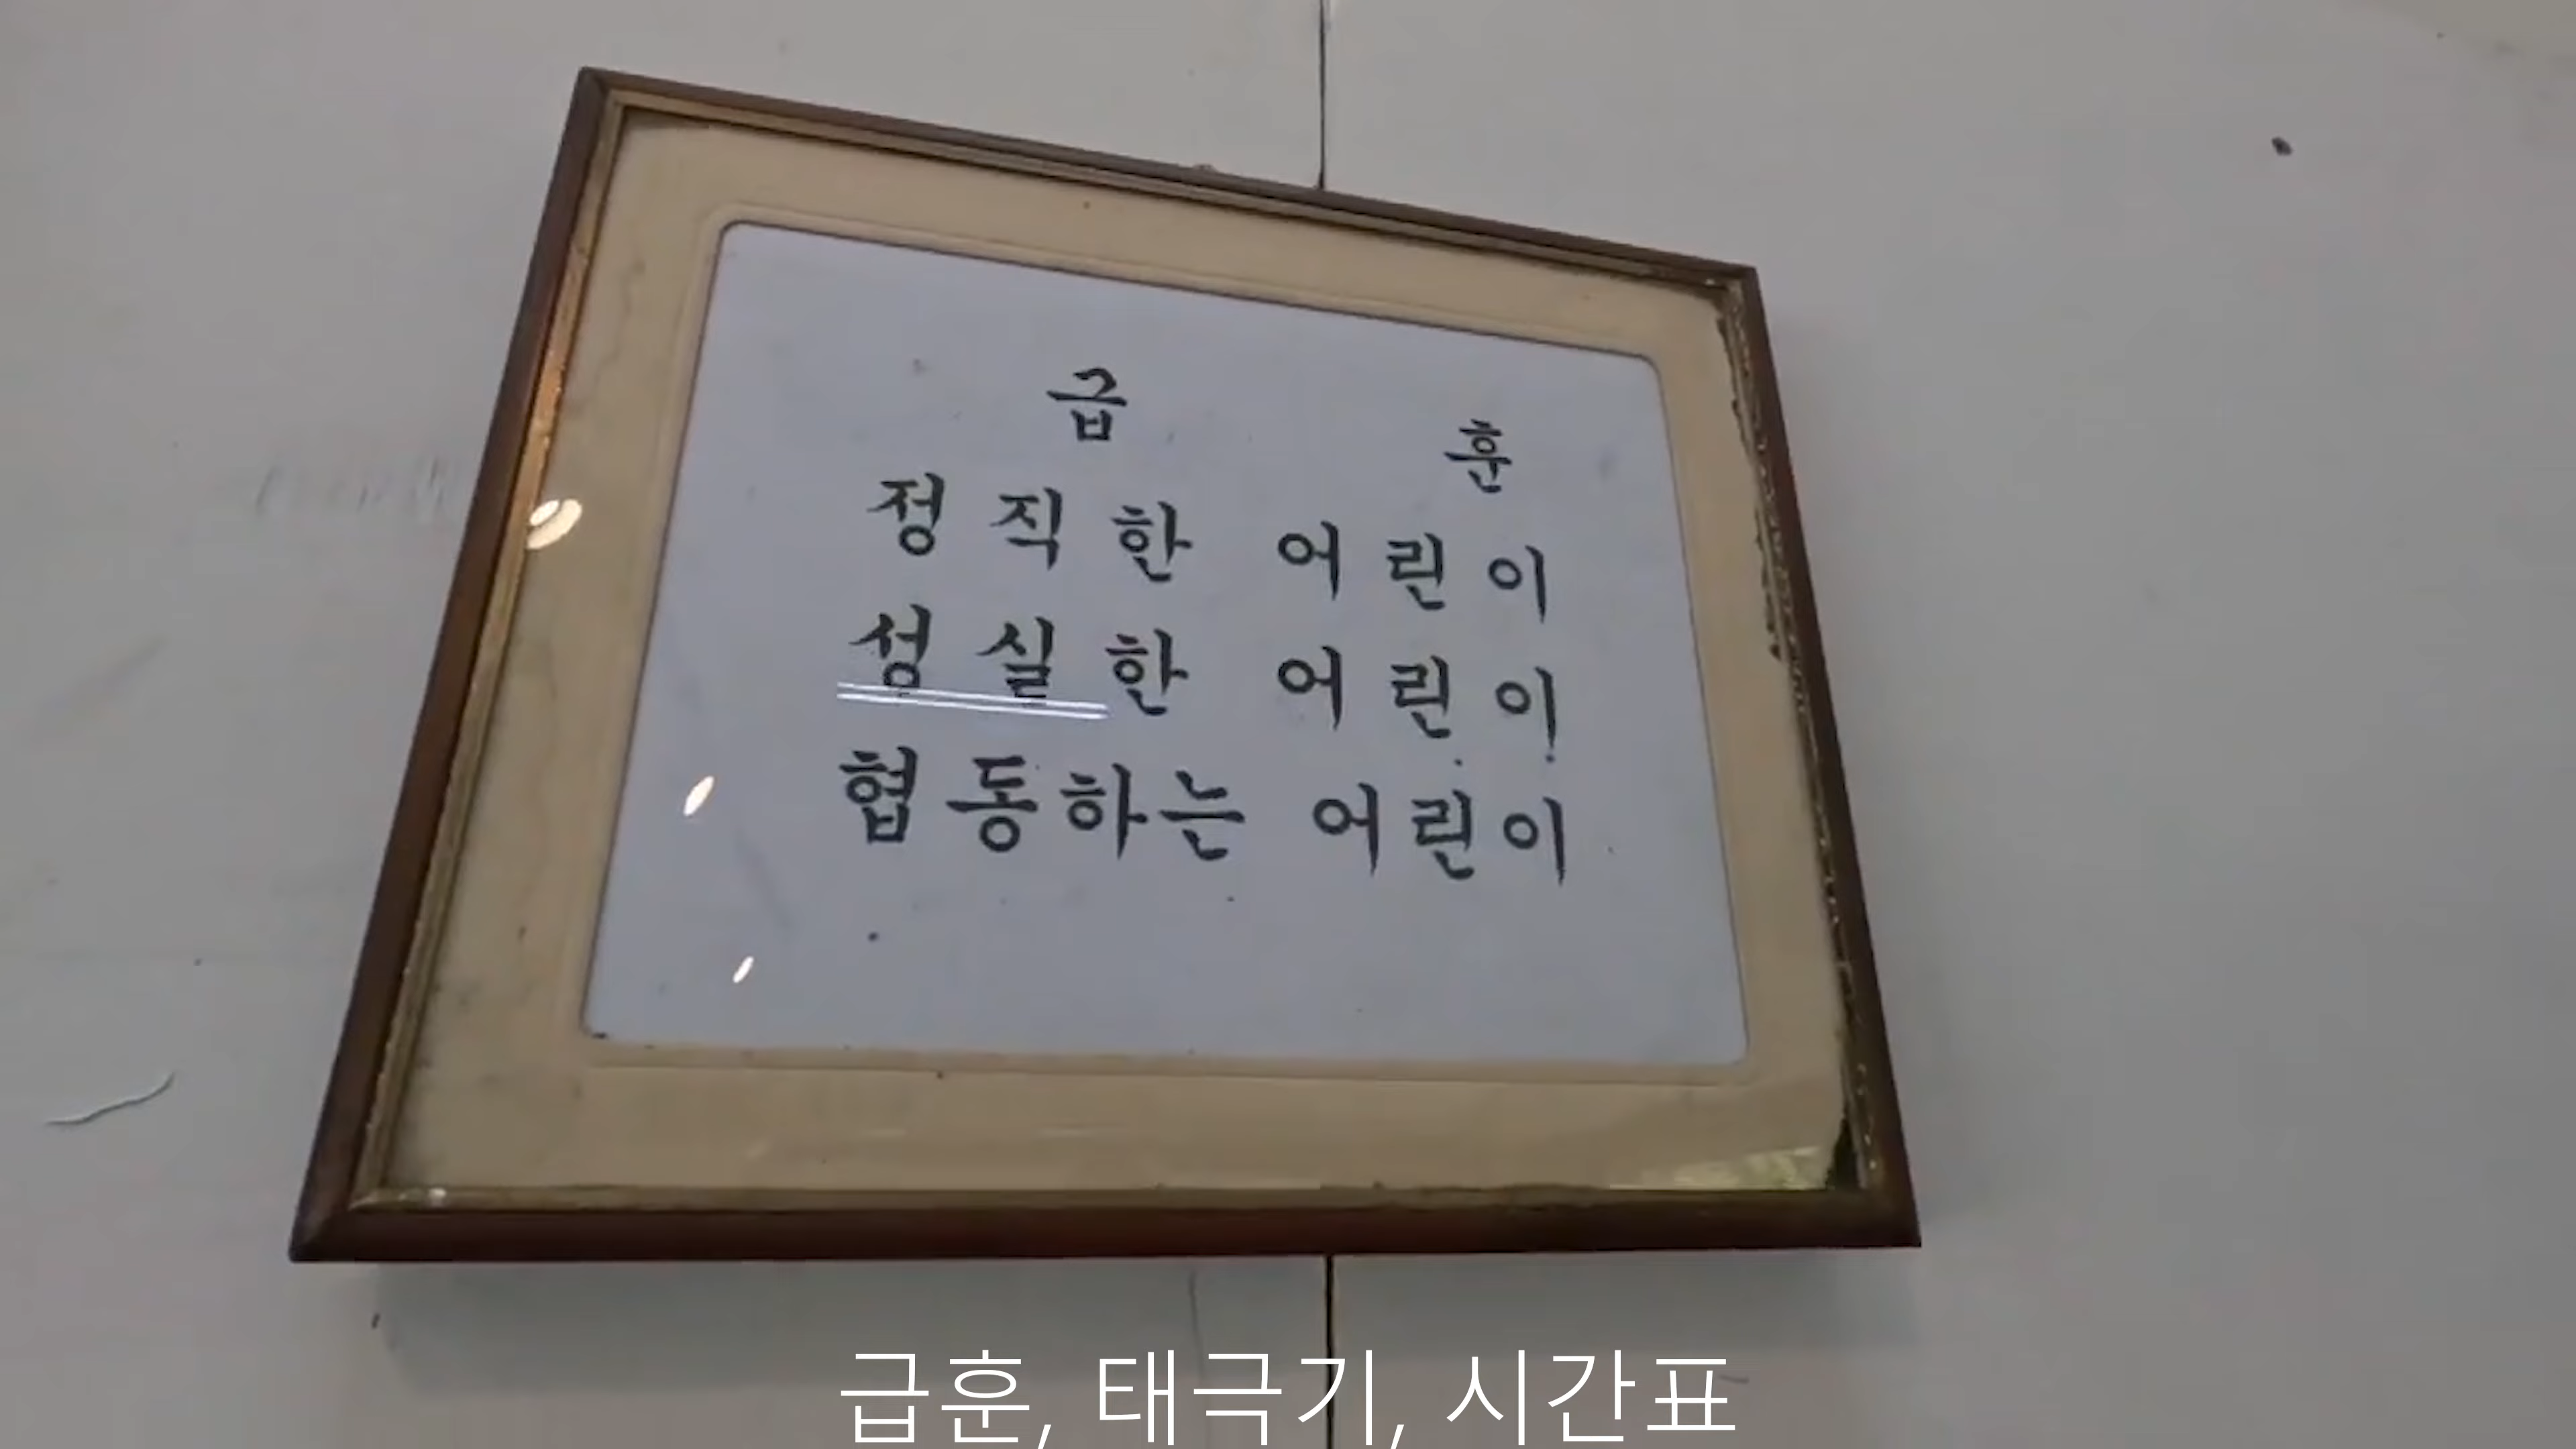 급 훈
정직한 어린이
성실한 어린이
협동하는 어린이
급훈, 태극기, 시간표